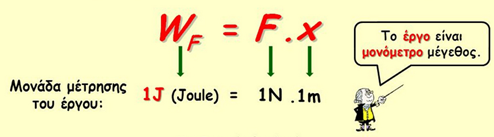 W_F = F . x
Το έργο είναι
μονόμετρο μέγεθος.
Μονάδα μέτρησης
του έργου:
1J (Joule) = 1N .1m